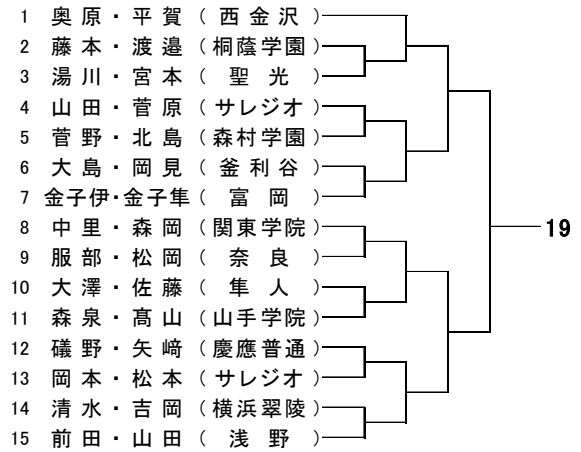 1 奥原・平賀（西金沢）
2 藤本・渡邉（桐蔭学園）
3 湯川・宮本（聖光）
4 山田・菅原（サレジオ）
5 菅野・北島（森村学園）
6 大島・岡見（釜利谷）
7 金子伊・金子隼（富岡）
8 中里・森岡（関東学院）
9 服部・松岡（奈良）
10 大澤・佐藤（隼人）
11 森泉・髙山（山手学院）
12 礒野・矢﨑（慶應普通）
13 岡本・松本（サレジオ）
14 清水・吉岡（横浜翠陵）
15 前田・山田（浅野）
19